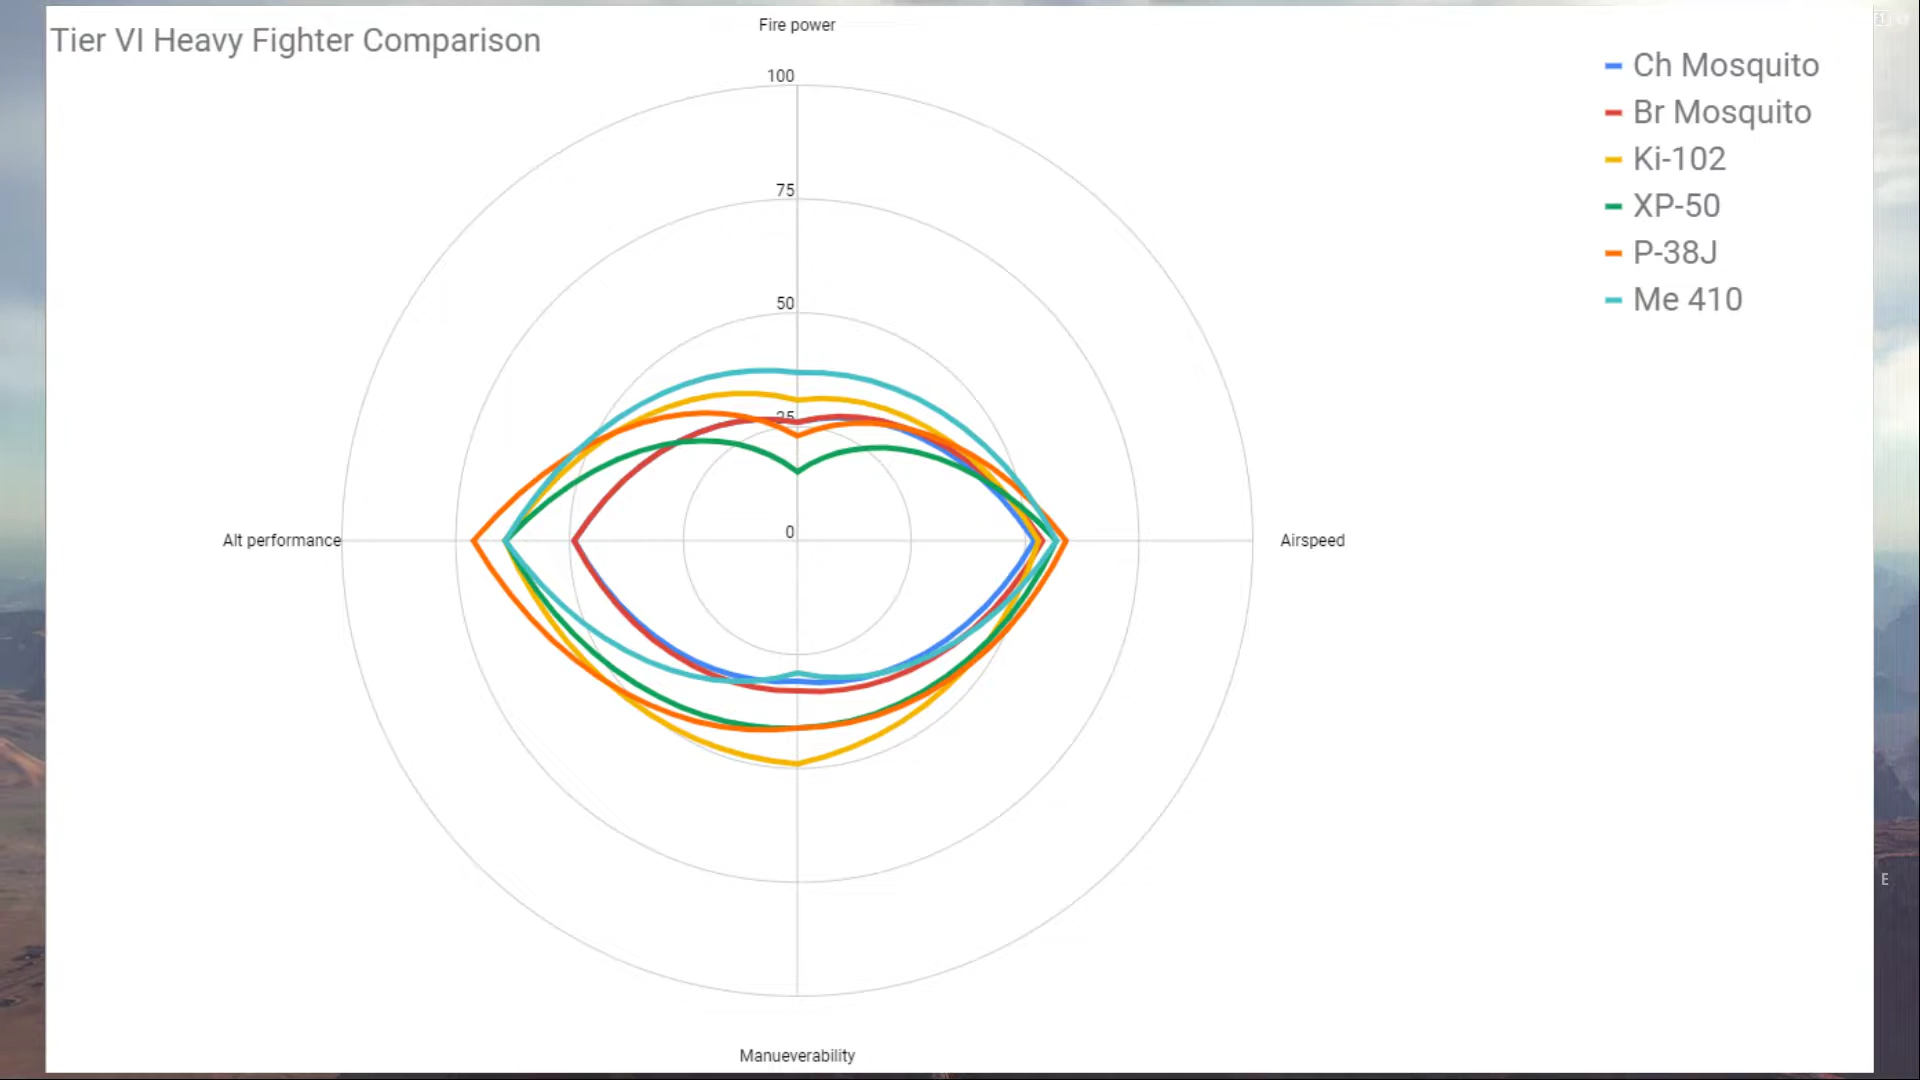 Tier VI Heavy Fighter Comparison
Fire power
100
75
50
25
0
Alt performance
Airspeed
Manueverability
Ch Mosquito
Br Mosquito
Ki-102
XP-50
P-38J
Me 410
E